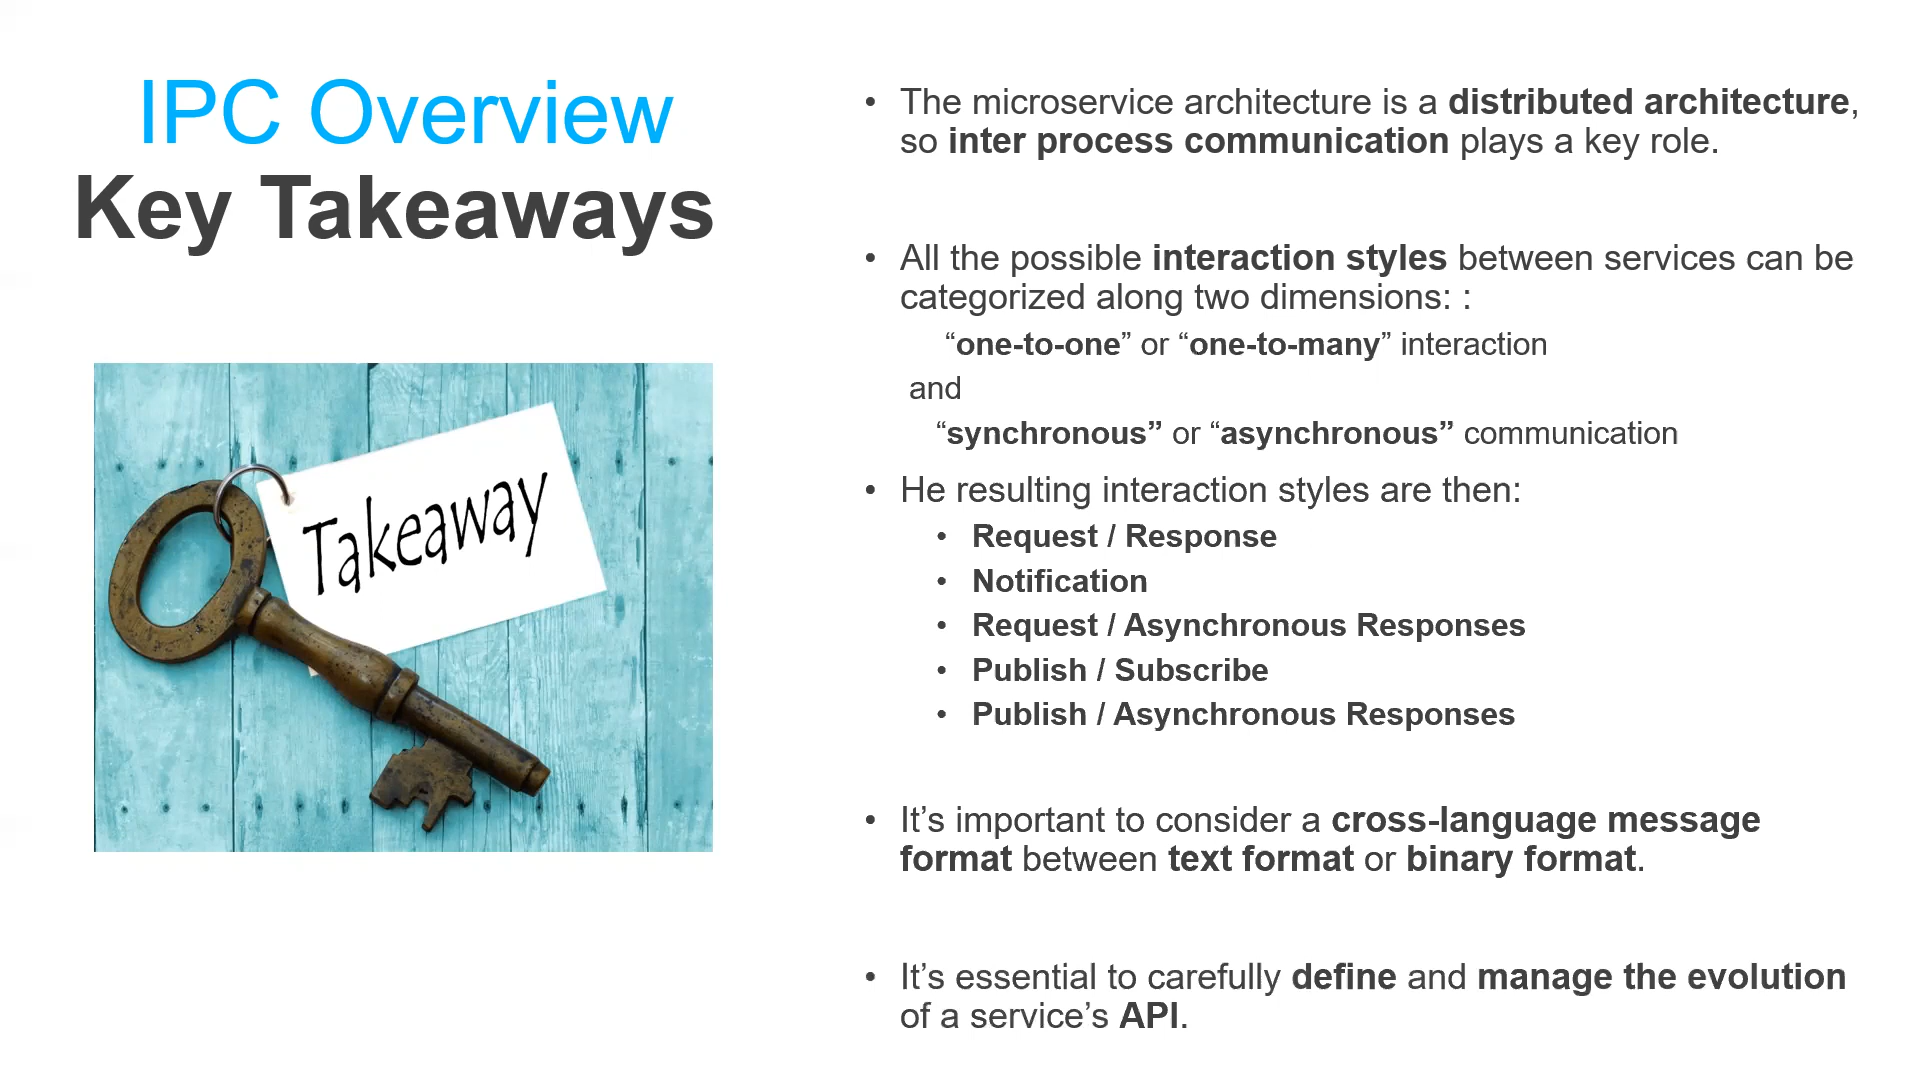 IPC Overview
Key Takeaways
Takeaway
• The microservice architecture is a distributed architecture,
so inter process communication plays a key role.
• All the possible interaction styles between services can be
categorized along two dimensions: :
“one-to-one” or “one-to-many” interaction
and
“synchronous” or “asynchronous” communication
• He resulting interaction styles are then:
• Request / Response
• Notification
• Request / Asynchronous Responses
• Publish / Subscribe
• Publish / Asynchronous Responses
• It’s important to consider a cross-language message
format between text format or binary format.
• It’s essential to carefully define and manage the evolution
of a service’s API.